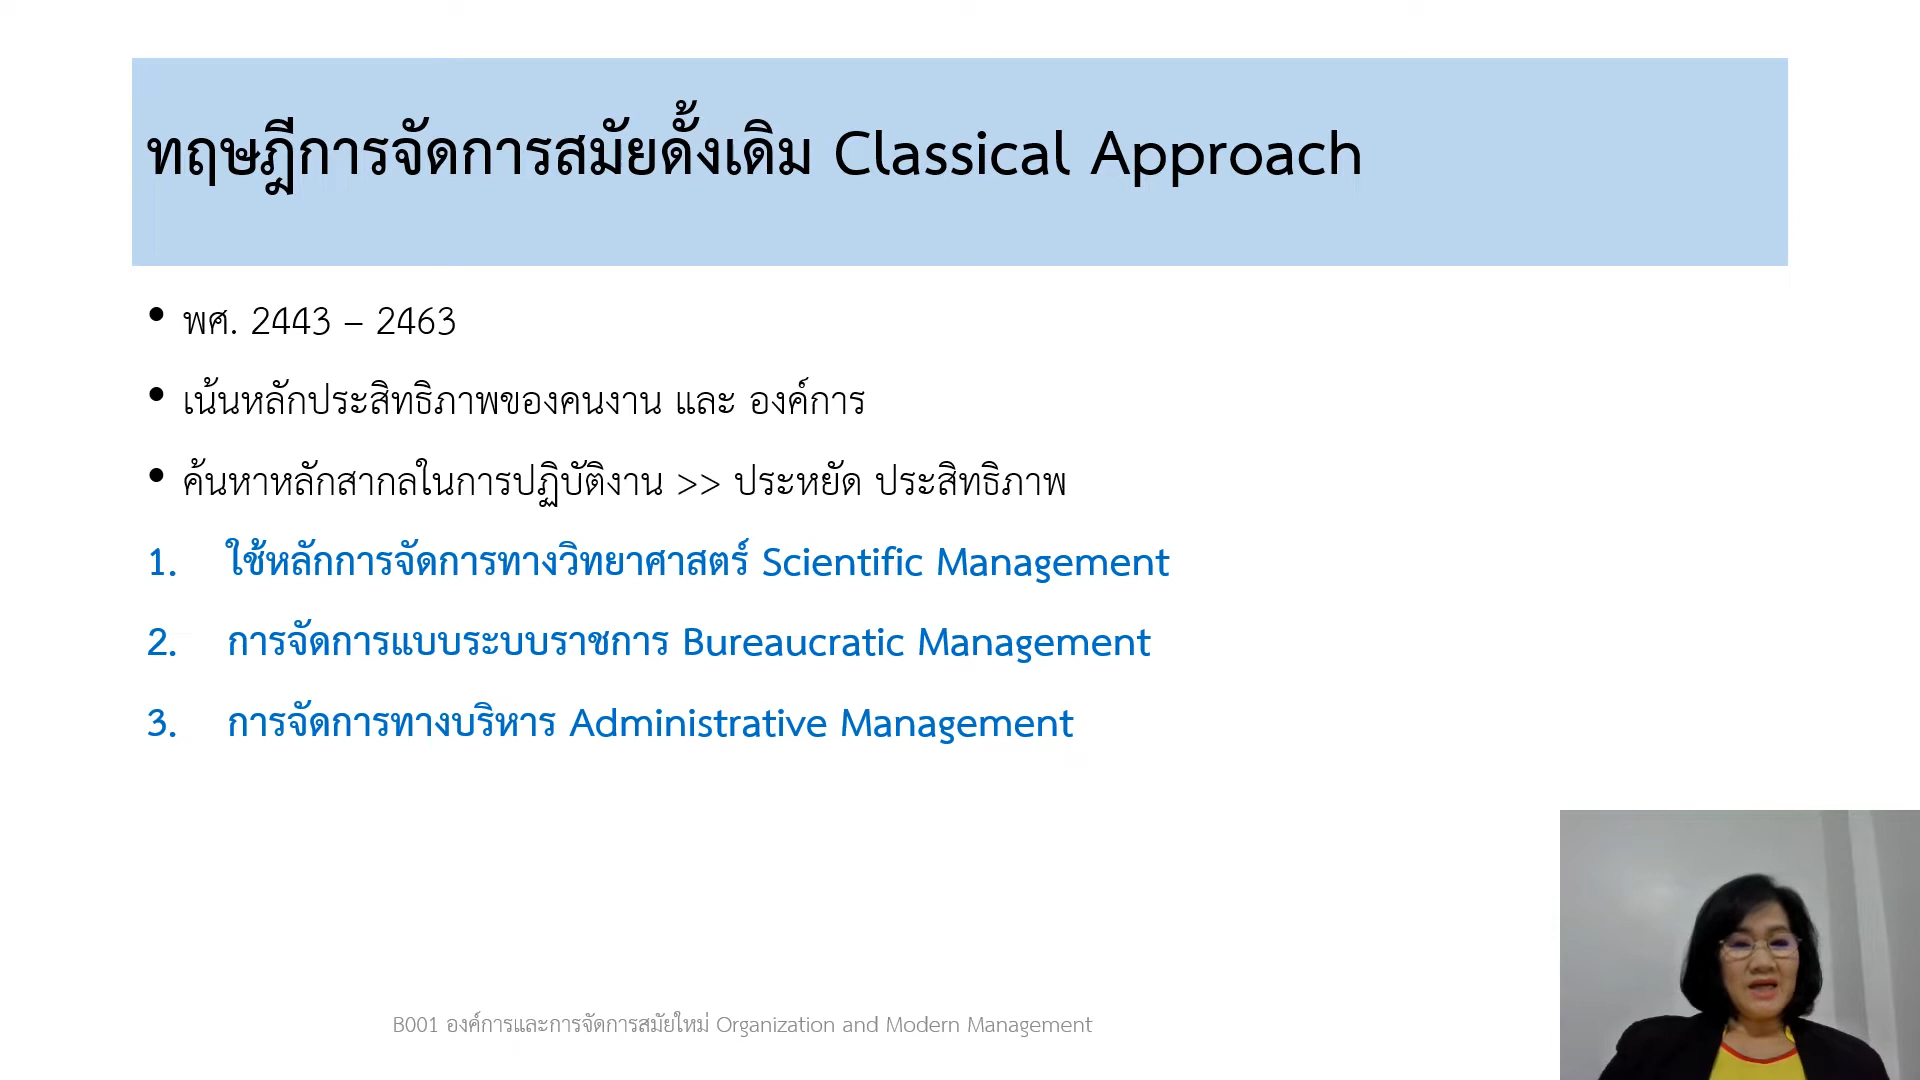 ทฤษฎีการจัดการสมัยดั้งเดิม Classical Approach
• พศ. 2443 – 2463
• เน้นหลักประสิทธิภาพของคนงาน และ องค์การ
• ค้นหาหลักสากลในการปฏิบัติงาน >> ประหยัด ประสิทธิภาพ
1. ใช้หลักการจัดการทางวิทยาศาสตร์ Scientific Management
2. การจัดการแบบระบบราชการ Bureaucratic Management
3. การจัดการทางบริหาร Administrative Management
B001 องค์การและการจัดการสมัยใหม่ Organization and Modern Management